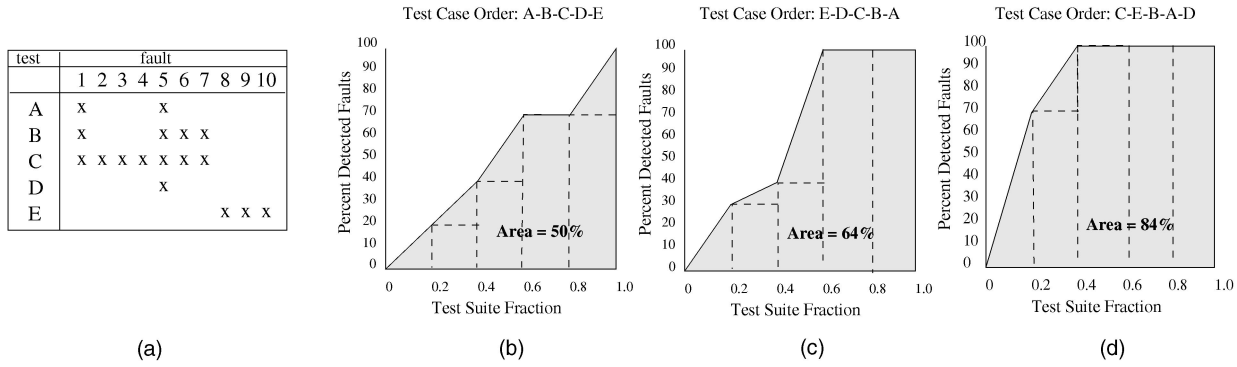 test fault
1 2 3 4 5 6 7 8 9 10
A x x
B x x x x
C x x x x x x x
D x
E x x x
(a)
Test Case Order: A-B-C-D-E
Percent Detected Faults
100
90
80
70
60
50
40
30
20
10
0
Area = 50%
0 0.2 0.4 0.6 0.8 1.0
Test Suite Fraction
(b)
Test Case Order: E-D-C-B-A
Percent Detected Faults
100
90
80
70
60
50
40
30
20
10
0
Area = 64%
0 0.2 0.4 0.6 0.8 1.0
Test Suite Fraction
(c)
Test Case Order: C-E-B-A-D
Percent Detected Faults
100
90
80
70
60
50
40
30
20
10
0
Area = 84%
0 0.2 0.4 0.6 0.8 1.0
Test Suite Fraction
(d)